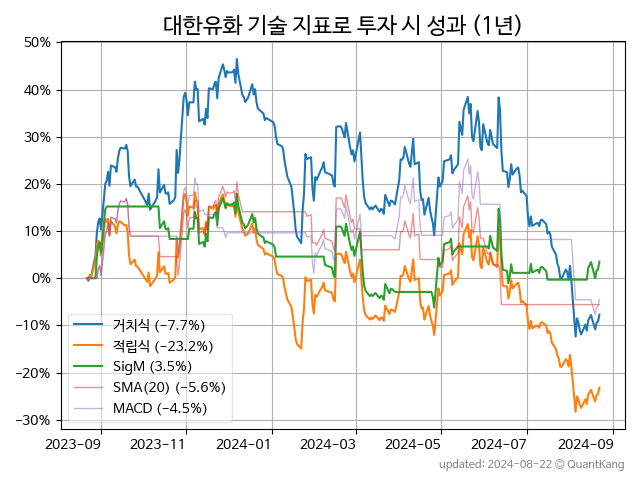 대한유화 기술 지표로 투자 시 성과 (1년)
50%
40%
30%
20%
10%
0%
−10%
−20%
−30%
거치식 (−7.7%)
적립식 (−23.2%)
SigM (3.5%)
SMA(20) (−5.6%)
MACD (−4.5%)
2023-09 2023-11 2024-01 2024-03 2024-05 2024-07 2024-09
updated: 2024-08-22 © QuantKang